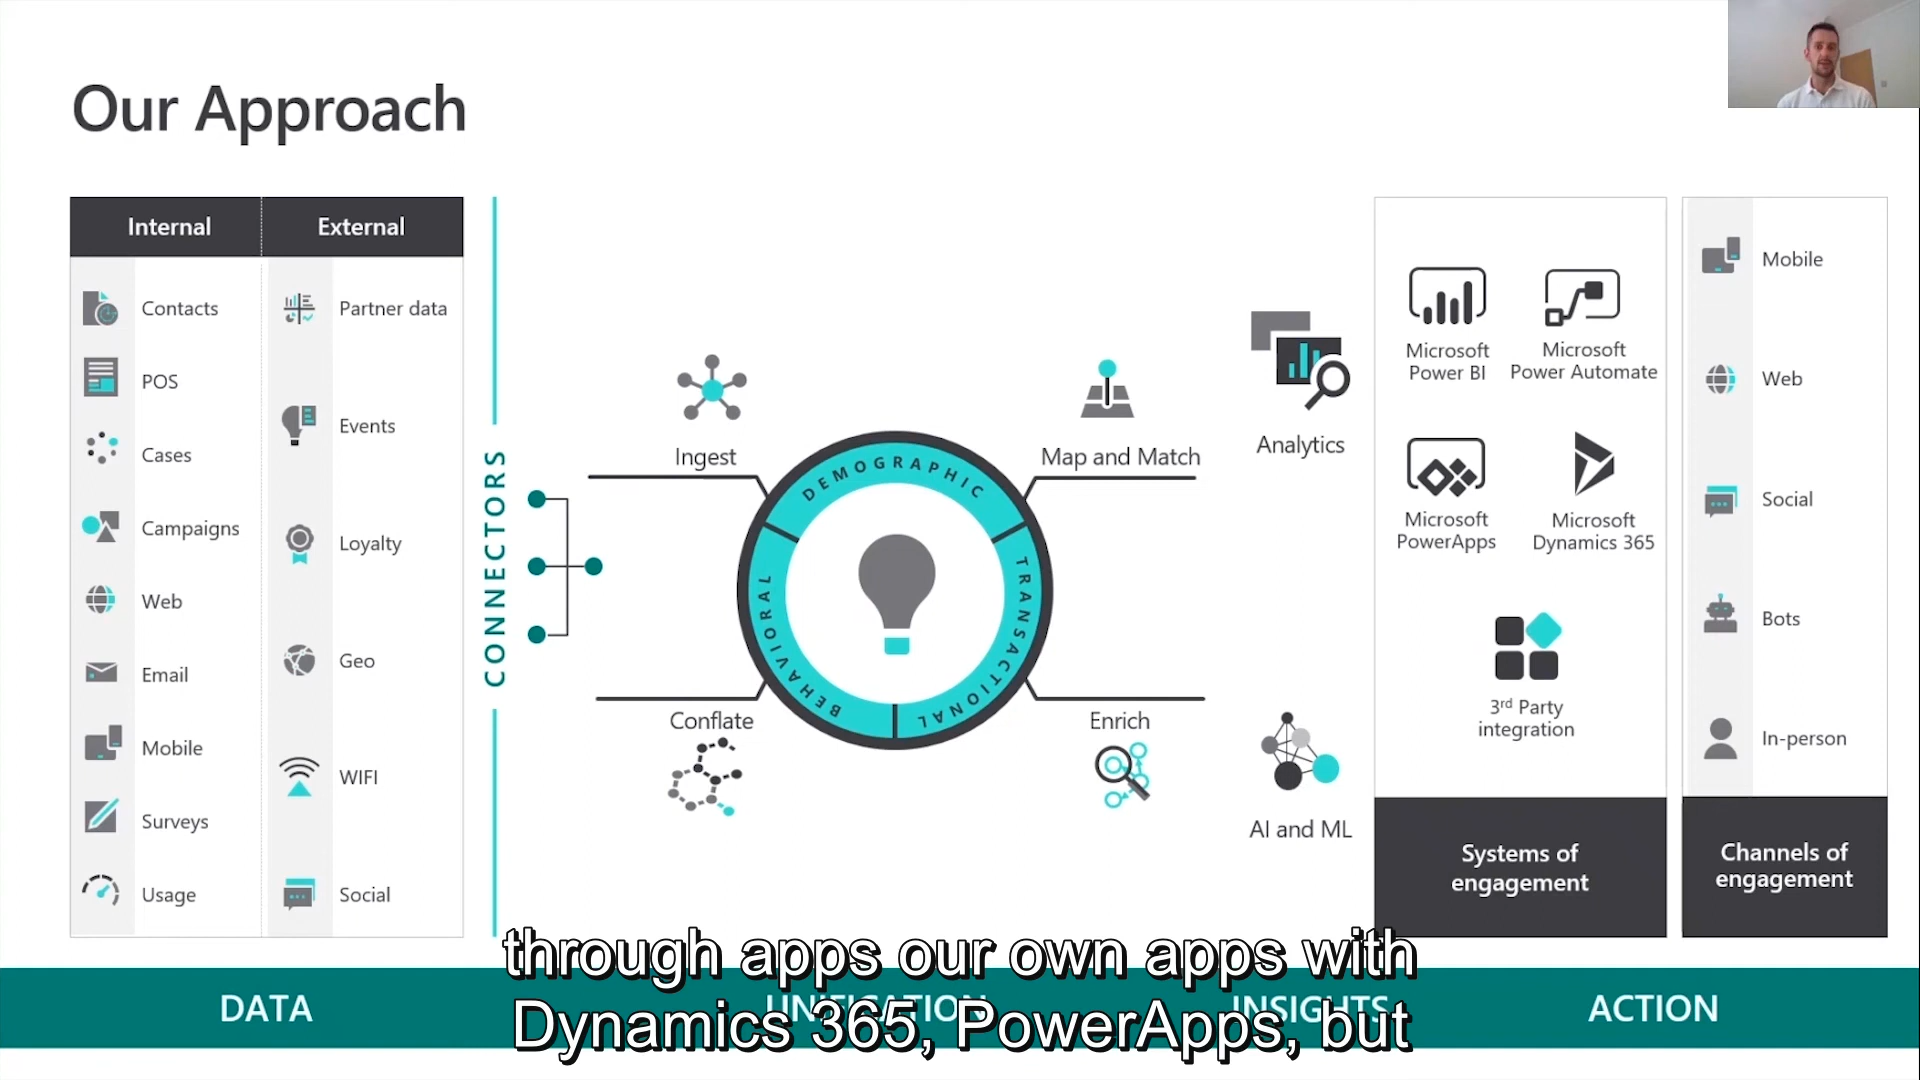 Our Approach
Internal
External
Contacts
POS
Cases
Campaigns
Web
Email
Mobile
Surveys
Usage
Partner data
Events
Loyalty
Geo
WIFI
Social
CONNECTORS
Ingest
Map and Match
Conflate
Enrich
DEMOGRAPHIC
TRANSACTIONAL
BEHAVIORAL
Analytics
AI and ML
Microsoft
Power BI
Microsoft
Power Automate
Microsoft
PowerApps
Microsoft
Dynamics 365
3rd Party
integration
Systems of
engagement
Mobile
Web
Social
Bots
In-person
Channels of
engagement
DATA
UNIFICATION
INSIGHTS
ACTION
through apps our own apps with
Dynamics 365, PowerApps, but